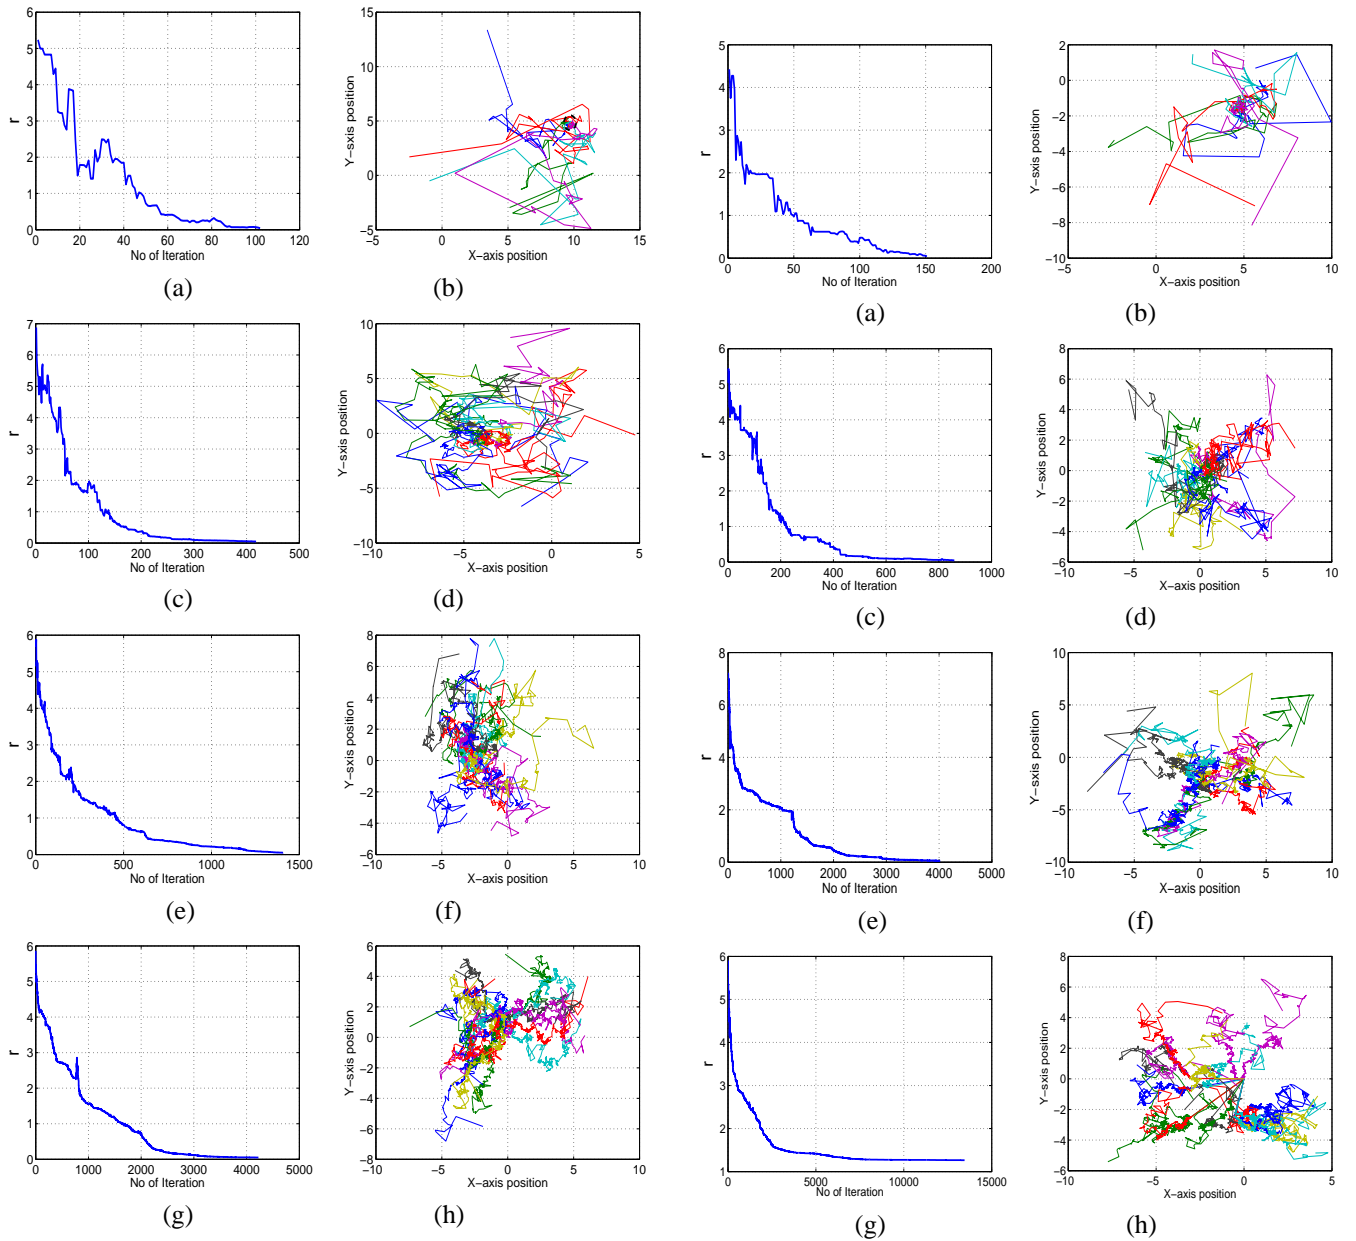 6
5
4
3
2
1
0
r
0 20 40 60 80 100 120
No of Iteration
(a)
15
10
5
0
−5
Y−sxis position
−5 0 5 10 15
X−axis position
(b)
7
6
5
4
3
2
1
0
r
0 100 200 300 400 500
No of Iteration
(c)
10
5
0
−5
−10
Y−sxis position
−10 −5 0 5
X−axis position
(d)
6
5
4
3
2
1
0
r
0 500 1000 1500
No of Iteration
(e)
8
6
4
2
0
−2
−4
−6
Y−sxis position
−10 −5 0 5 10
X−axis position
(f)
6
5
4
3
2
1
0
r
0 1000 2000 3000 4000 5000
No of Iteration
(g)
6
4
2
0
−2
−4
−6
−8
Y−sxis position
−10 −5 0 5 10
X−axis position
(h)
5
4
3
2
1
0
r
0 50 100 150 200
No of Iteration
(a)
2
0
−2
−4
−6
−8
−10
Y−sxis position
−5 0 5 10
X−axis position
(b)
6
5
4
3
2
1
0
r
0 200 400 600 800 1000
No of Iteration
(c)
8
6
4
2
0
−2
−4
−6
Y−sxis position
−10 −5 0 5 10
X−axis position
(d)
8
6
4
2
0
r
0 1000 2000 3000 4000 5000
No of Iteration
(e)
10
5
0
−5
−10
Y−sxis position
−10 −5 0 5 10
X−axis position
(f)
6
5
4
3
2
1
r
0 5000 10000 15000
No of Iteration
(g)
8
6
4
2
0
−2
−4
−6
Y−sxis position
−10 −5 0 5
X−axis position
(h)